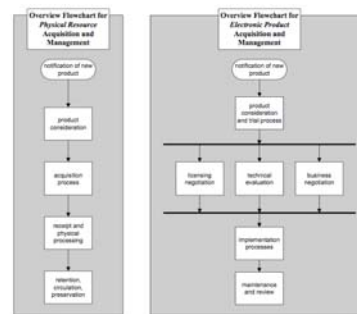 Overview Flowchart for
Physical Resource
Acquisition and
Management
notification of new
product
product
consideration
acquisition
process
receipt and
physical
processing
retention,
circulation,
preservation
Overview Flowchart for
Electronic Product
Acquisition and
Management
notification of new
product
product
consideration
and trial process
licensing
negotiation
technical
evaluation
business
negotiation
implementation
processes
maintenance
and review